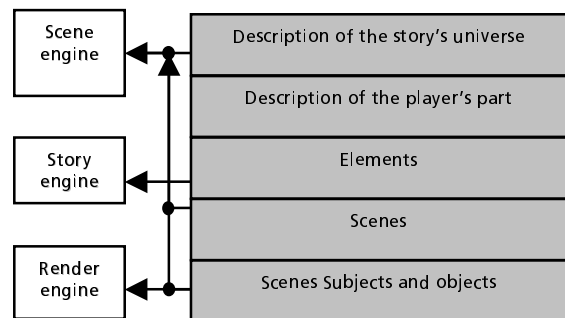 Scene
engine
Description of the story's universe
Description of the player's part
Story
engine
Elements
Scenes
Render
engine
Scenes Subjects and objects